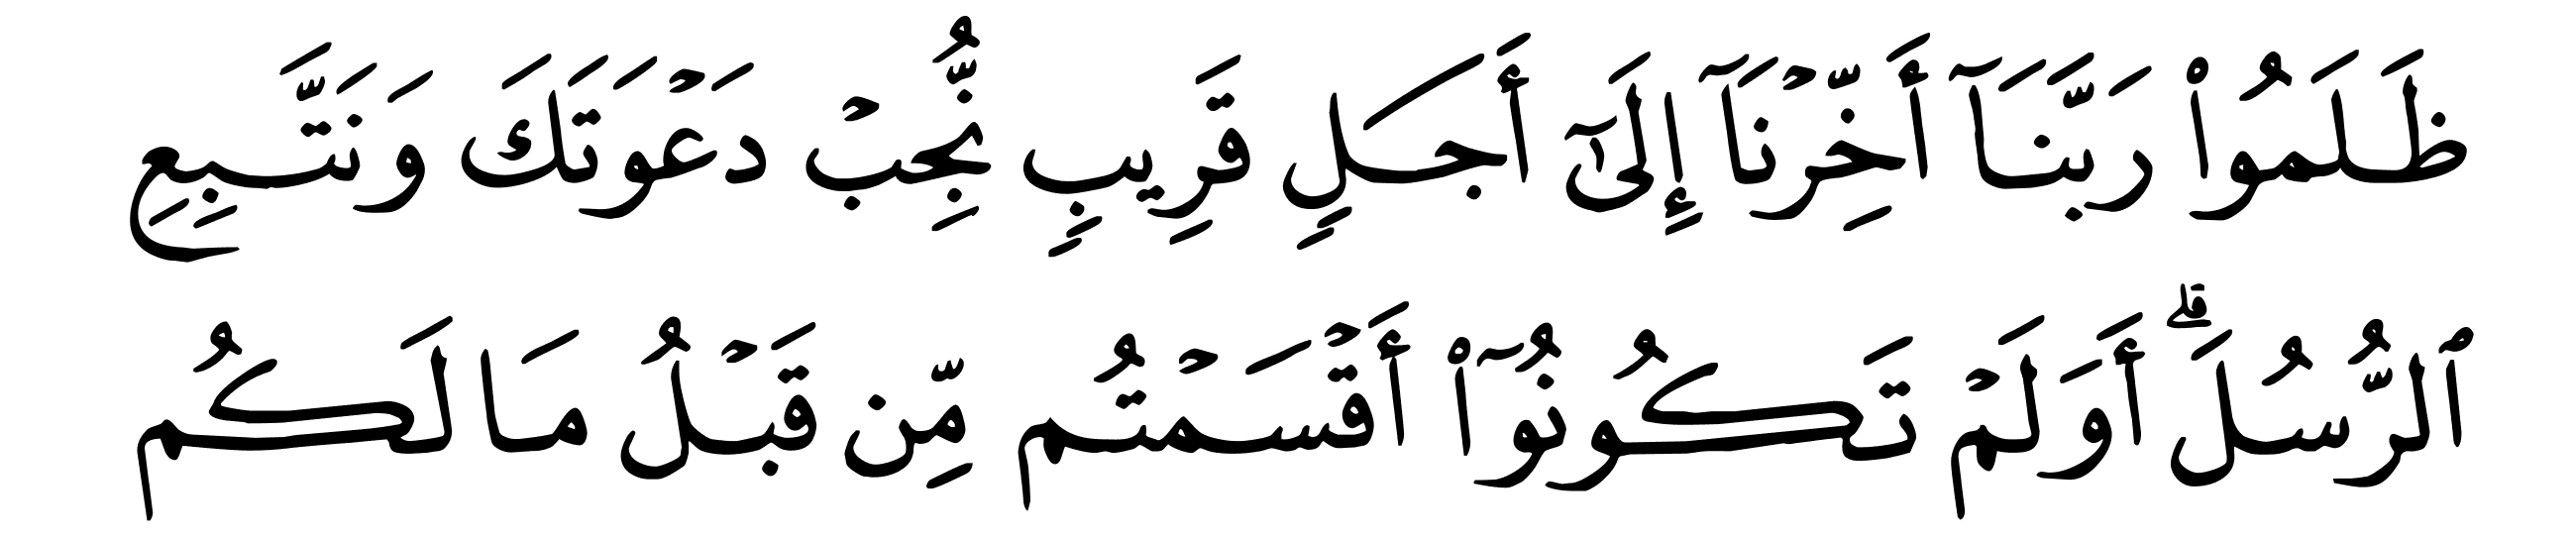 ظَلَمُوا۟ رَبَّنَآ أَخِّرْنَآ إِلَىٰٓ أَجَلٍ قَرِيبٍ نُّجِبْ دَعْوَتَكَ وَنَتَّبِعِ
ٱلرُّسُلَ ۗ أَوَلَمْ تَكُونُوٓا۟ أَقْسَمْتُم مِّن قَبْلُ مَا لَكُم